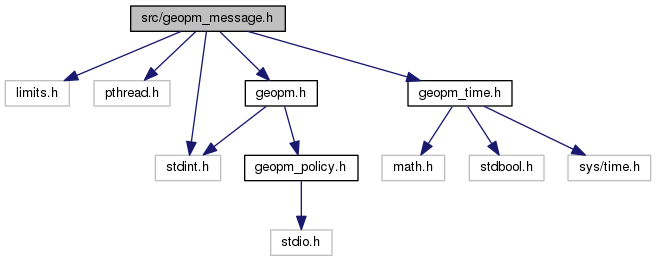 src/geopm_message.h
limits.h
pthread.h
geopm.h
geopm_time.h
stdint.h
geopm_policy.h
math.h
stdbool.h
sys/time.h
stdio.h